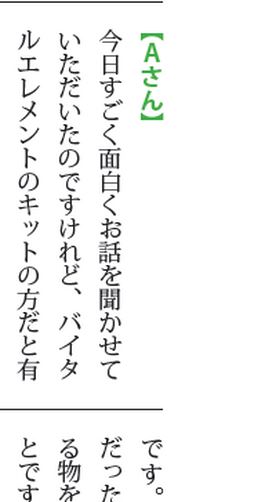 【Aさん】
今日すごく面白くお話を聞かせて
いただいたのですけれど、バイタ
ルエレメントのキットの方だと有
です。
だった
る物を
とです